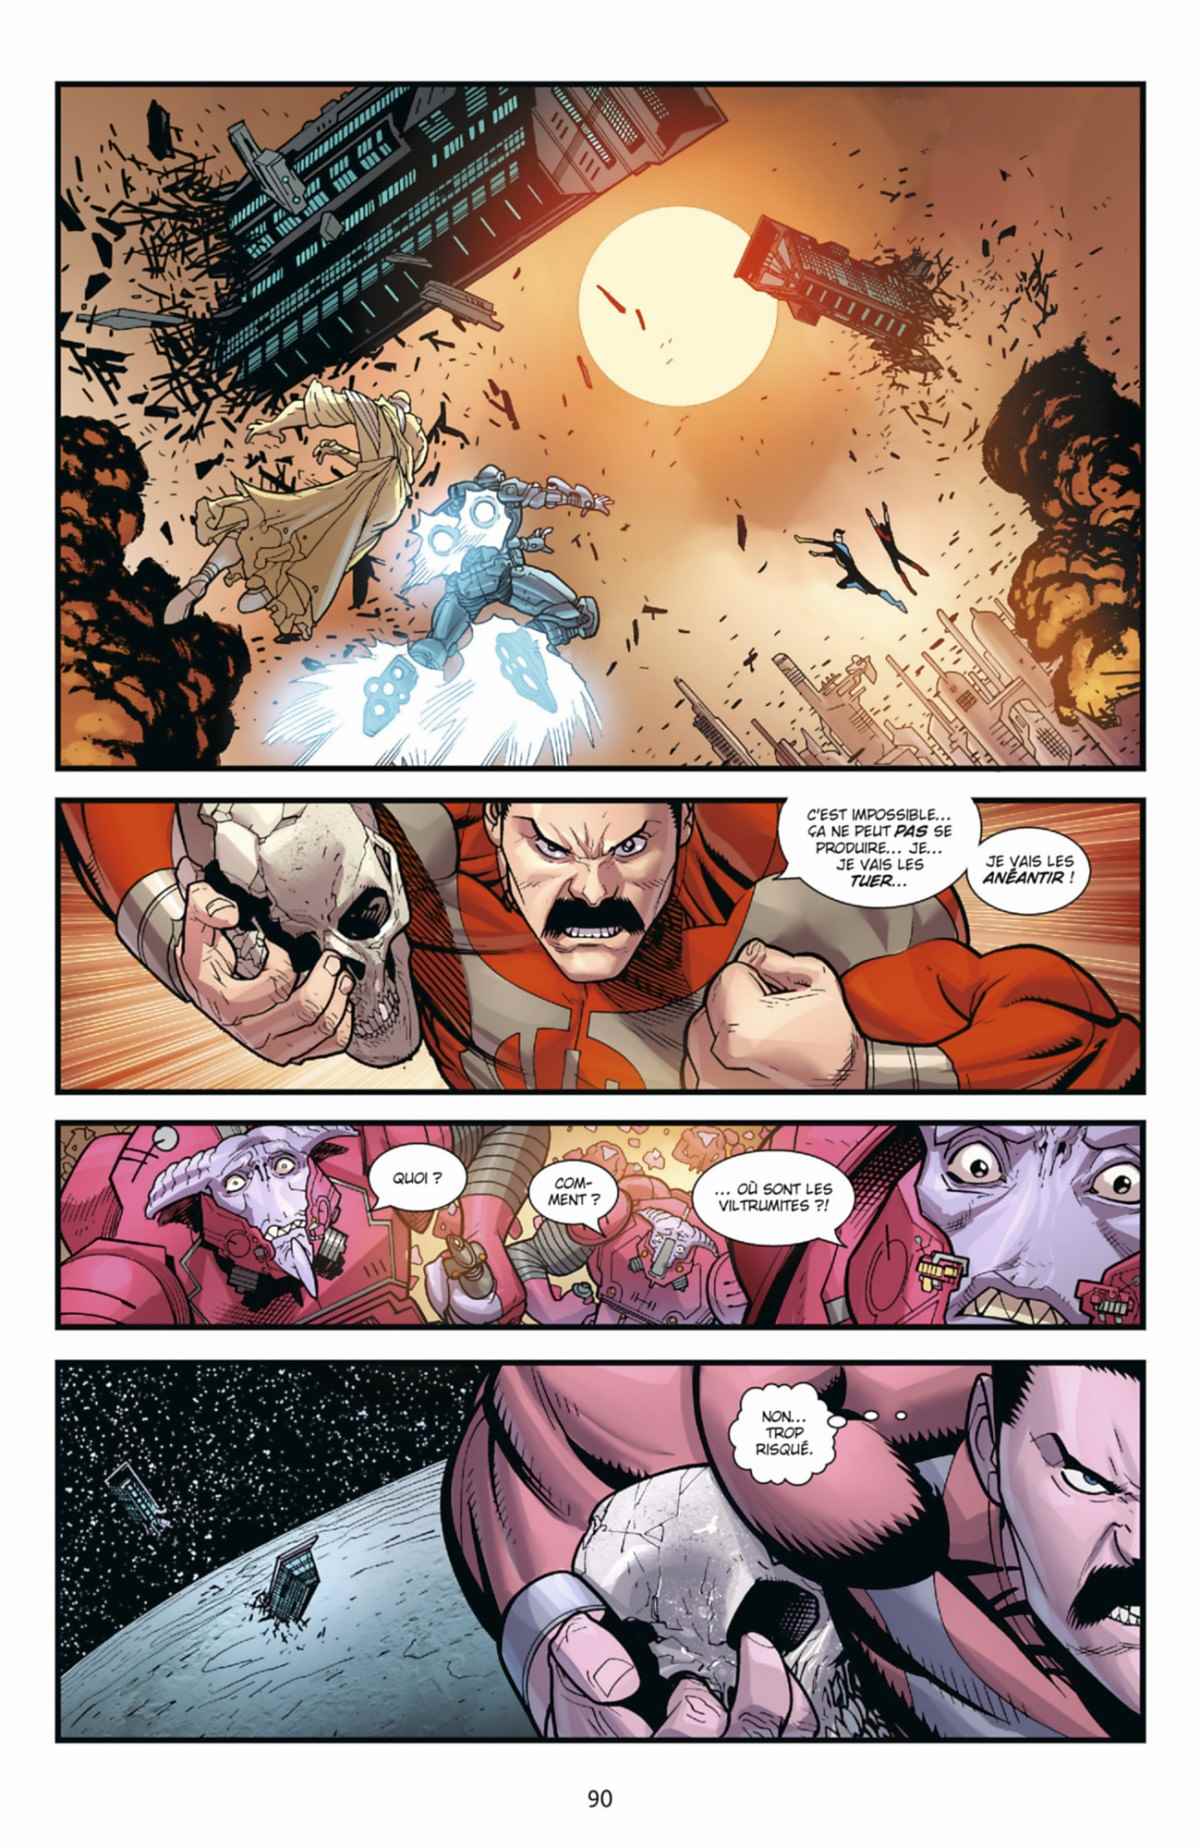 C'EST IMPOSSIBLE...
ÇA NE PEUT PAS SE
PRODUIRE... JE...
JE VAIS LES
TUER...
JE VAIS LES
ANÉANTIR !
QUOI ?
COM-
MENT ?
... OÙ SONT LES
VILTRUMITES ?!
NON...
TROP
RISQUÉ.
90